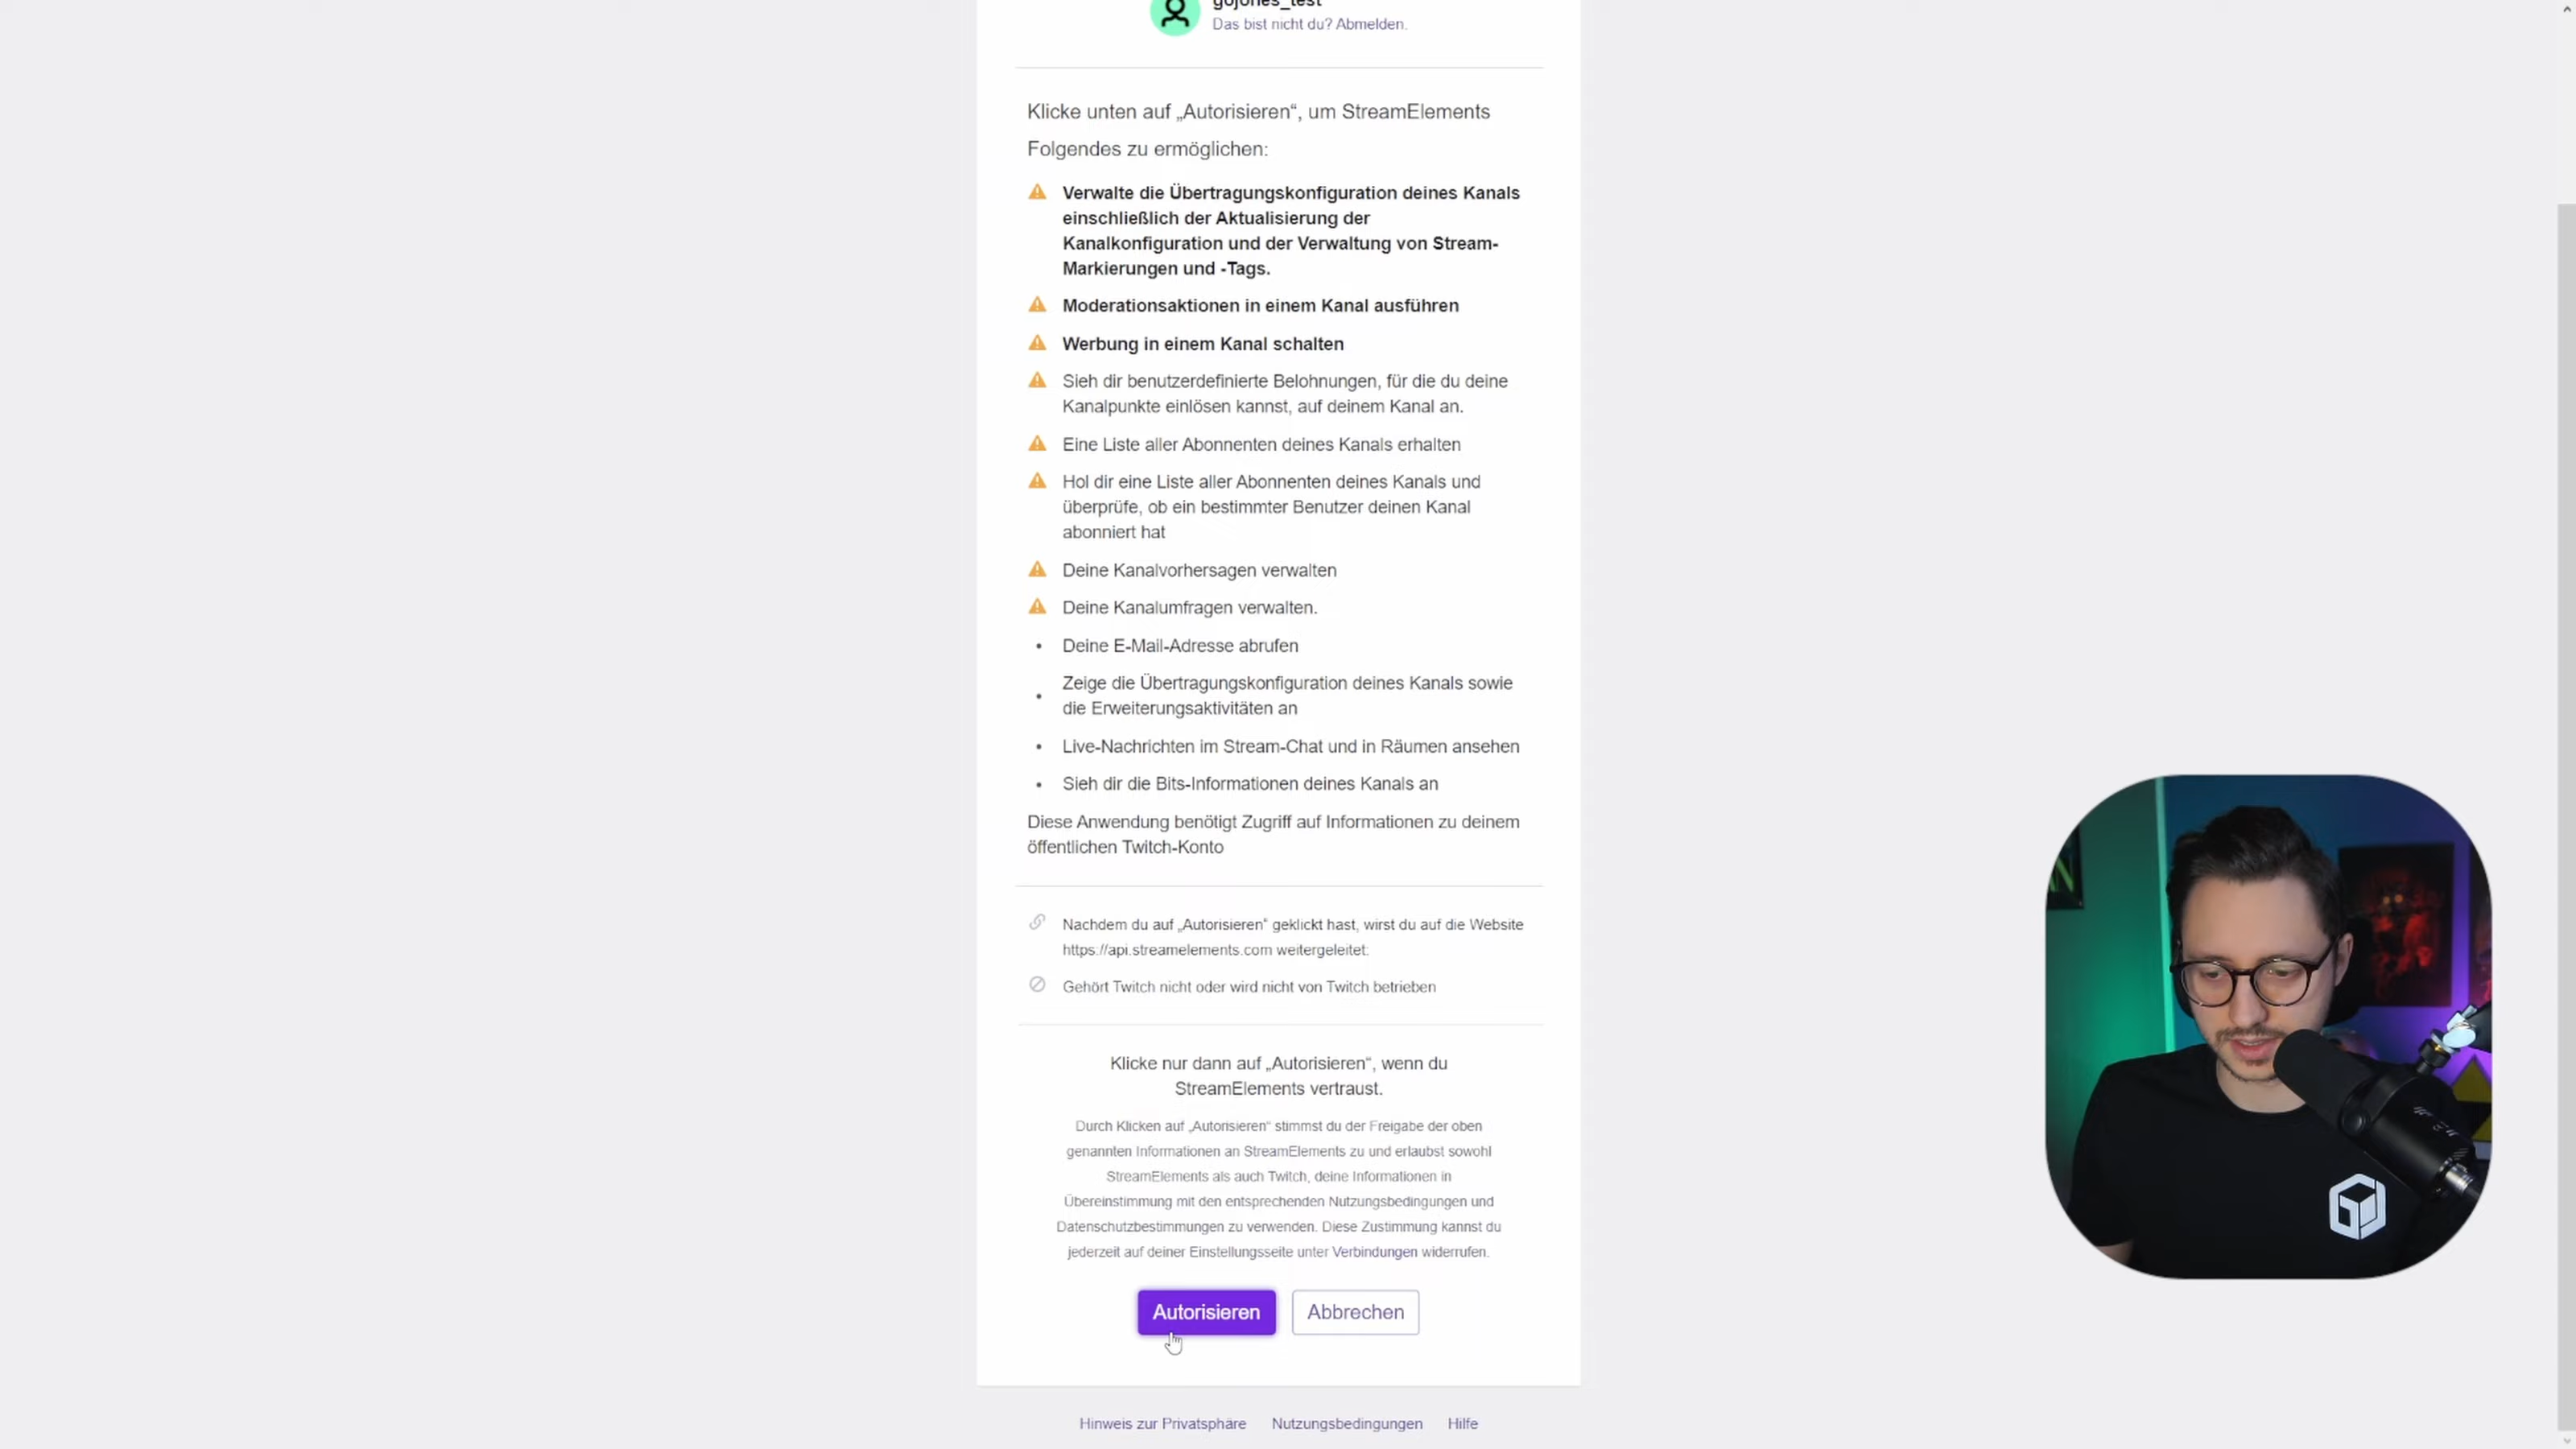 gojones_test
Das bist nicht du? Abmelden.
Klicke unten auf „Autorisieren“, um StreamElements
Folgendes zu ermöglichen:
Verwalte die Übertragungskonfiguration deines Kanals
einschließlich der Aktualisierung der
Kanalkonfiguration und der Verwaltung von Stream-
Markierungen und -Tags.
Moderationsaktionen in einem Kanal ausführen
Werbung in einem Kanal schalten
Sieh dir benutzerdefinierte Belohnungen, für die du deine
Kanalpunkte einlösen kannst, auf deinem Kanal an.
Eine Liste aller Abonnenten deines Kanals erhalten
Hol dir eine Liste aller Abonnenten deines Kanals und
überprüfe, ob ein bestimmter Benutzer deinen Kanal
abonniert hat
Deine Kanalvorhersagen verwalten
Deine Kanalumfragen verwalten.
• Deine E-Mail-Adresse abrufen
• Zeige die Übertragungskonfiguration deines Kanals sowie
die Erweiterungsaktivitäten an
• Live-Nachrichten im Stream-Chat und in Räumen ansehen
• Sieh dir die Bits-Informationen deines Kanals an
Diese Anwendung benötigt Zugriff auf Informationen zu deinem
öffentlichen Twitch-Konto
Nachdem du auf „Autorisieren“ geklickt hast, wirst du auf die Website
https://api.streamelements.com weitergeleitet:
Gehört Twitch nicht oder wird nicht von Twitch betrieben
Klicke nur dann auf „Autorisieren“, wenn du
StreamElements vertraust.
Durch Klicken auf „Autorisieren“ stimmst du der Freigabe der oben
genannten Informationen an StreamElements zu und erlaubst sowohl
StreamElements als auch Twitch, deine Informationen in
Übereinstimmung mit den entsprechenden Nutzungsbedingungen und
Datenschutzbestimmungen zu verwenden. Diese Zustimmung kannst du
jederzeit auf deiner Einstellungsseite unter Verbindungen widerrufen.
Autorisieren Abbrechen
Hinweis zur Privatsphäre Nutzungsbedingungen Hilfe